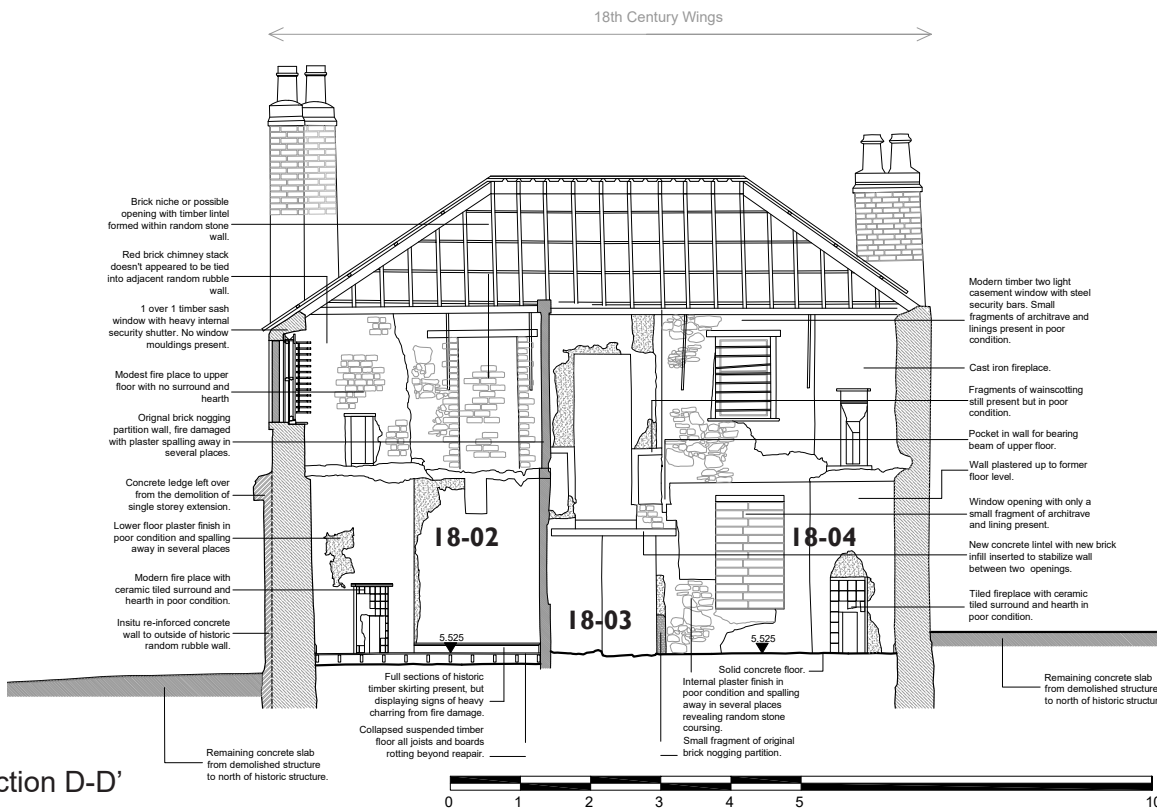 18th Century Wings
Brick niche or possible
opening with timber lintel
formed within random stone
wall.
Red brick chimney stack
doesn't appeared to be tied
into adjacent random rubble
wall.
1 over 1 timber sash
window with heavy internal
security shutter. No window
mouldings present.
Modest fire place to upper
floor with no surround and
hearth
Orignal brick nogging
partition wall, fire damaged
with plaster spalling away in
several places.
Concrete ledge left over
from the demolition of
single storey extension.
Lower floor plaster finish in
poor condition and spalling
away in several places
Modern fire place with
ceramic tiled surround and
hearth in poor condition.
Insitu re-inforced concrete
wall to outside of historic
random rubble wall.
Modern timber two light
casement window with steel
security bars. Small
fragments of architrave and
linings present in poor
condition.
Cast iron fireplace.
Fragments of wainscotting
still present but in poor
condition.
Pocket in wall for bearing
beam of upper floor.
Wall plastered up to former
floor level.
Window opening with only a
small fragment of architrave
and lining present.
New concrete lintel with new brick
infill inserted to stabilize wall
between two openings.
Tiled fireplace with ceramic
tiled surround and hearth in
poor condition.
18-02
18-04
18-03
5.525
5.525
Full sections of historic
timber skirting present, but
displaying signs of heavy
charring from fire damage.
Collapsed suspended timber
floor all joists and boards
rotting beyond reapair.
Solid concrete floor.
Internal plaster finish in
poor condition and spalling
away in several places
revealing random stone
coursing.
Small fragment of original
brick nogging partition.
Remaining concrete slab
from demolished structure
to north of historic structure.
Remaining concrete slab
from demolished structure
to north of historic structur
ction D-D'
0 1 2 3 4 5 10